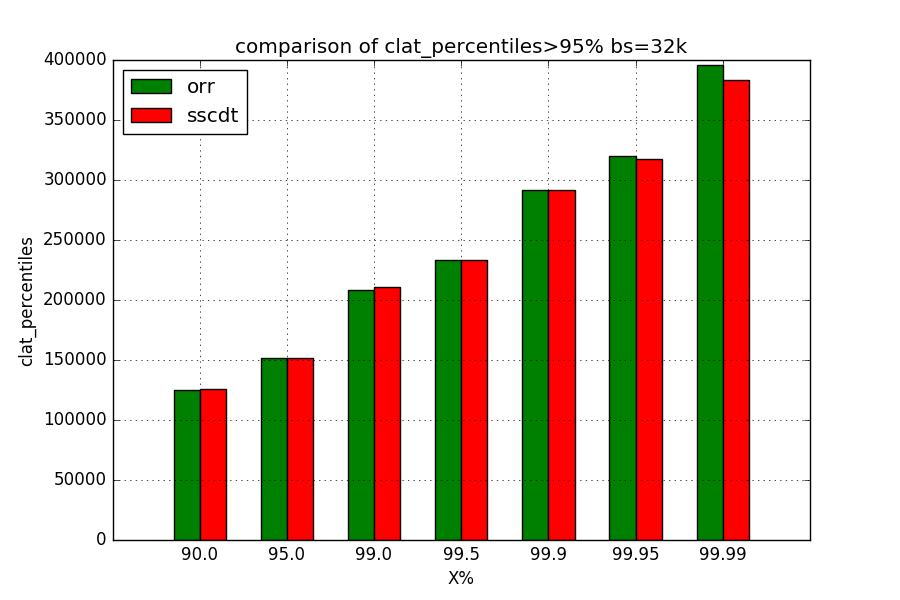 comparison of clat_percentiles>95% bs=32k
400000
350000
300000
250000
200000
150000
100000
50000
0
orr
sscdt
clat_percentiles
90.0 95.0 99.0 99.5 99.9 99.95 99.99
X%